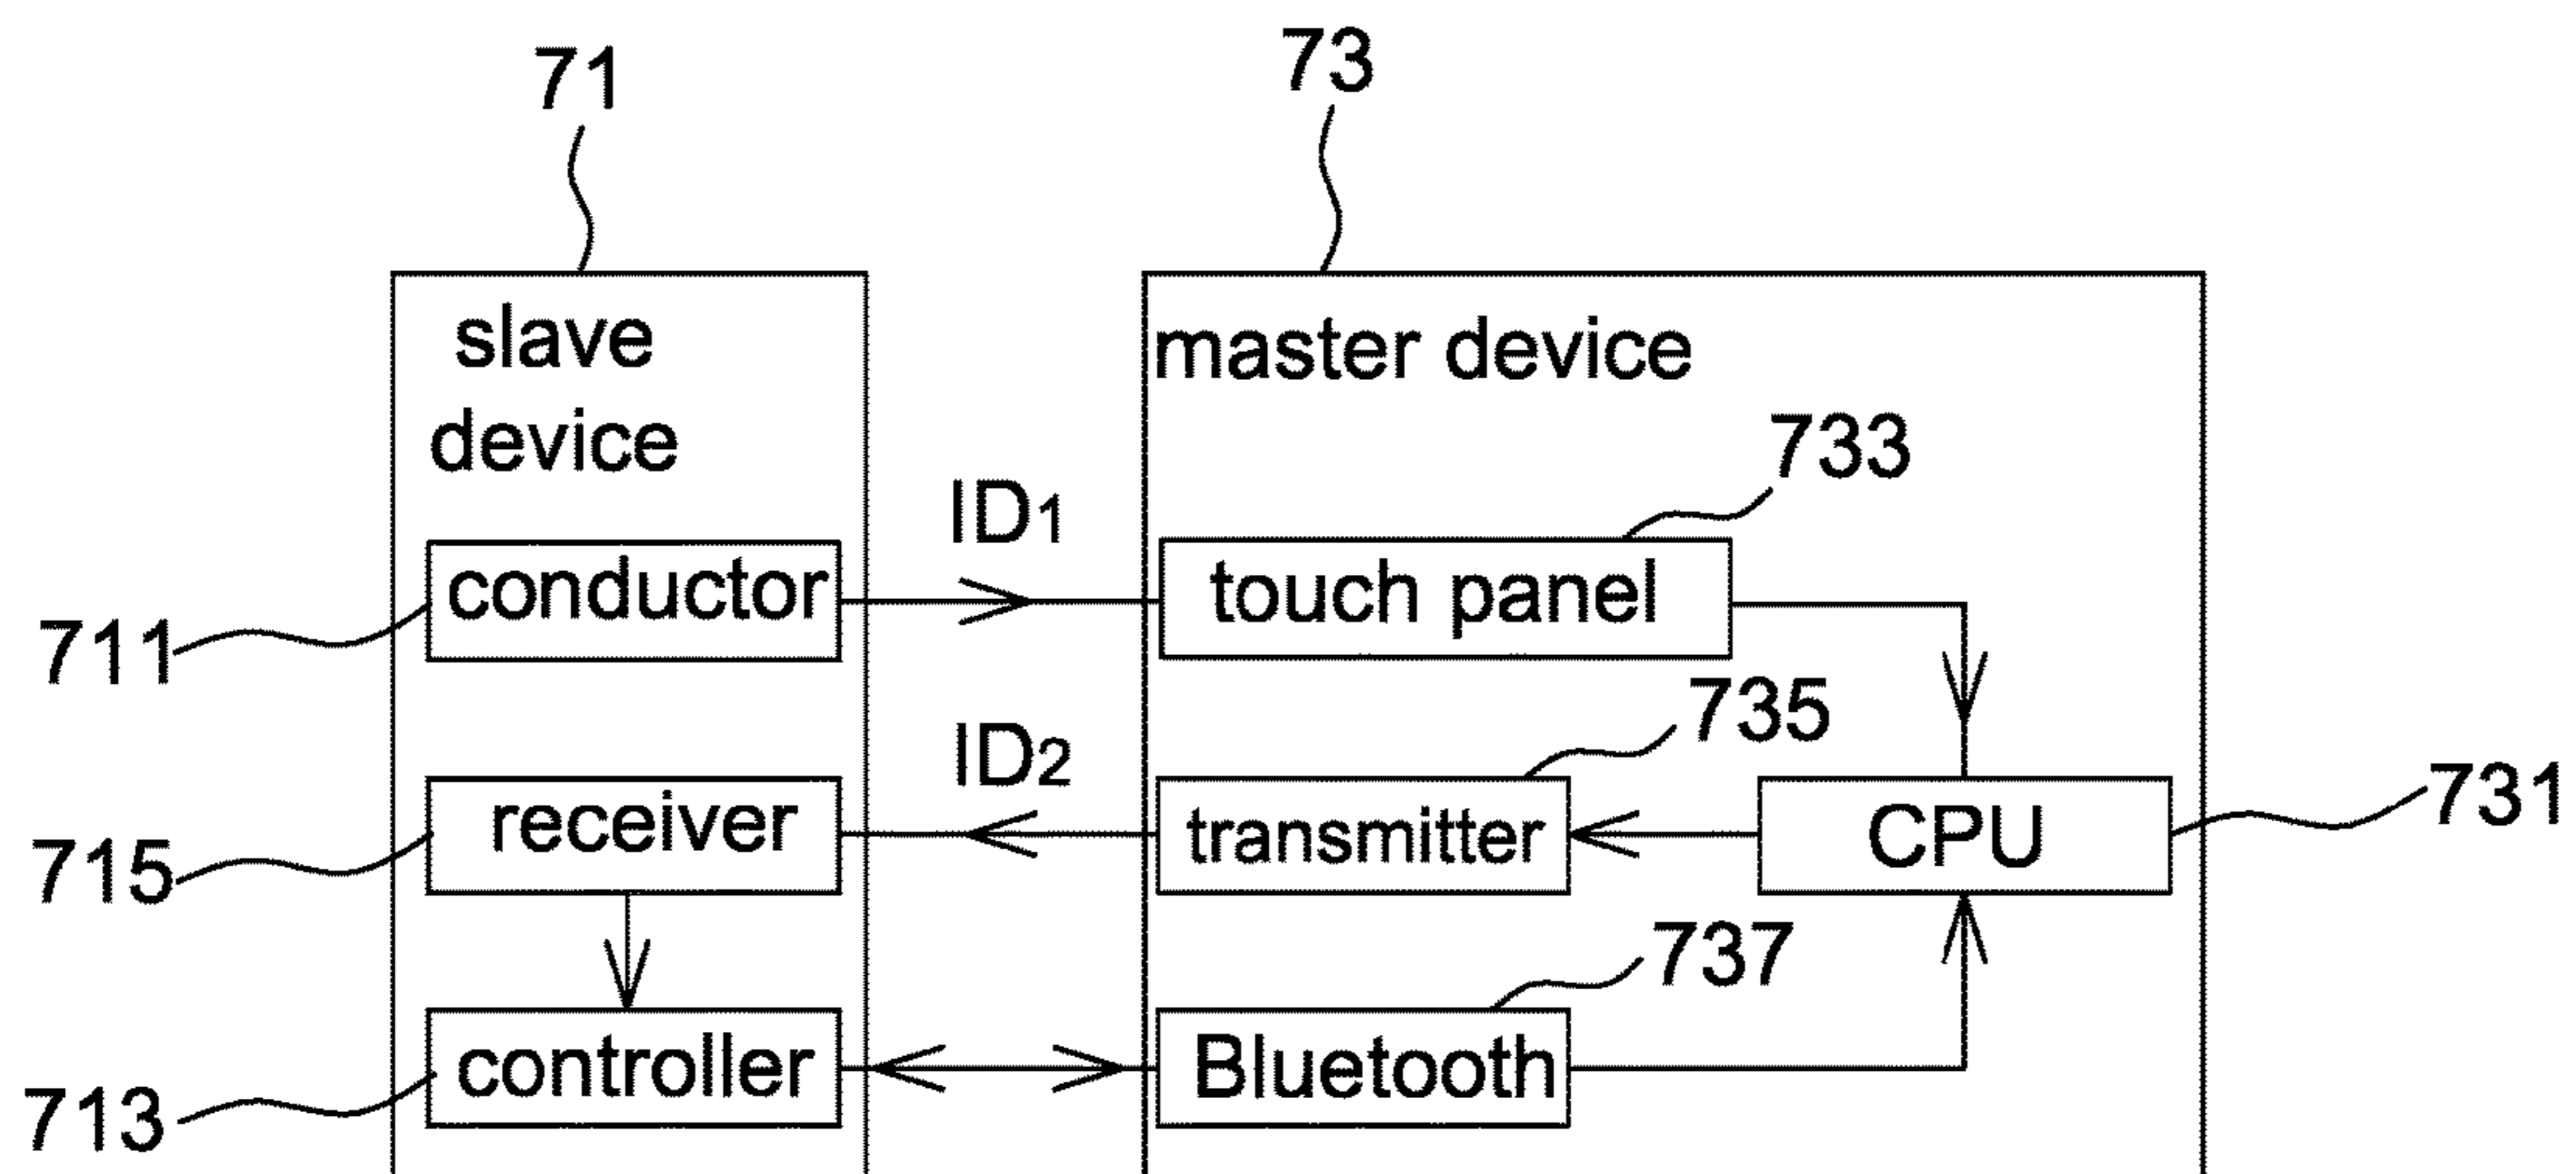 71
73
slave
device
master device
733
ID1
conductor
touch panel
711
735
ID2
receiver
transmitter
CPU
731
715
737
controller
Bluetooth
713